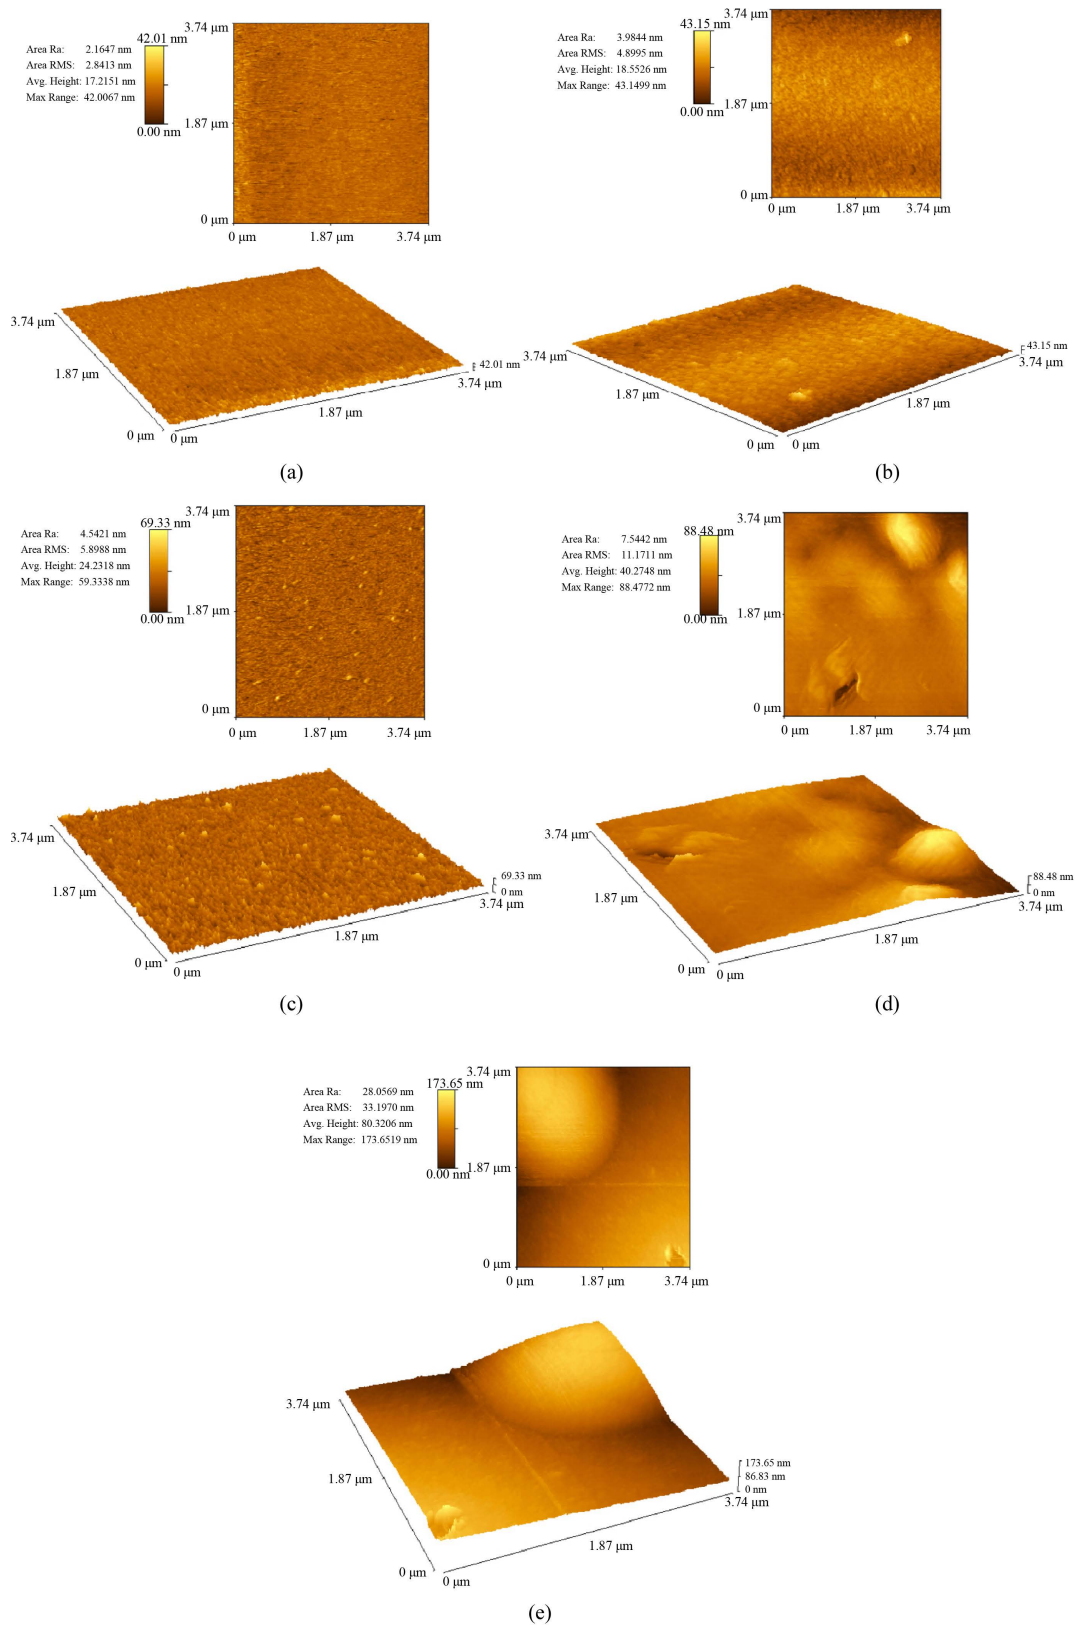 Area Ra: 2.1647 nm
Area RMS: 2.8413 nm
Avg. Height: 17.2151 nm
Max Range: 42.0067 nm
42.01 nm
0.00 nm
3.74 μm
1.87 μm
0 μm
0 μm 1.87 μm 3.74 μm
3.74 μm
1.87 μm
0 μm
0 μm
1.87 μm
3.74 μm
42.01 nm
(a)
Area Ra: 3.9844 nm
Area RMS: 4.8995 nm
Avg. Height: 18.5526 nm
Max Range: 43.1499 nm
43.15 nm
0.00 nm
3.74 μm
1.87 μm
0 μm
0 μm 1.87 μm 3.74 μm
3.74 μm
1.87 μm
0 μm
0 μm
1.87 μm
3.74 μm
43.15 nm
(b)
Area Ra: 4.5421 nm
Area RMS: 5.8988 nm
Avg. Height: 24.2318 nm
Max Range: 59.3338 nm
69.33 nm
0.00 nm
3.74 μm
1.87 μm
0 μm
0 μm 1.87 μm 3.74 μm
3.74 μm
1.87 μm
0 μm
0 μm
1.87 μm
3.74 μm
69.33 nm
0 nm
(c)
Area Ra: 7.5442 nm
Area RMS: 11.1711 nm
Avg. Height: 40.2748 nm
Max Range: 88.4772 nm
88.48 nm
0.00 nm
3.74 μm
1.87 μm
0 μm
0 μm 1.87 μm 3.74 μm
3.74 μm
1.87 μm
0 μm
0 μm
1.87 μm
3.74 μm
88.48 nm
0 nm
(d)
Area Ra: 28.0569 nm
Area RMS: 33.1970 nm
Avg. Height: 80.3206 nm
Max Range: 173.6519 nm
173.65 nm
0.00 nm
3.74 μm
1.87 μm
0 μm
0 μm 1.87 μm 3.74 μm
3.74 μm
1.87 μm
0 μm
0 μm
1.87 μm
3.74 μm
173.65 nm
86.83 nm
0 nm
(e)